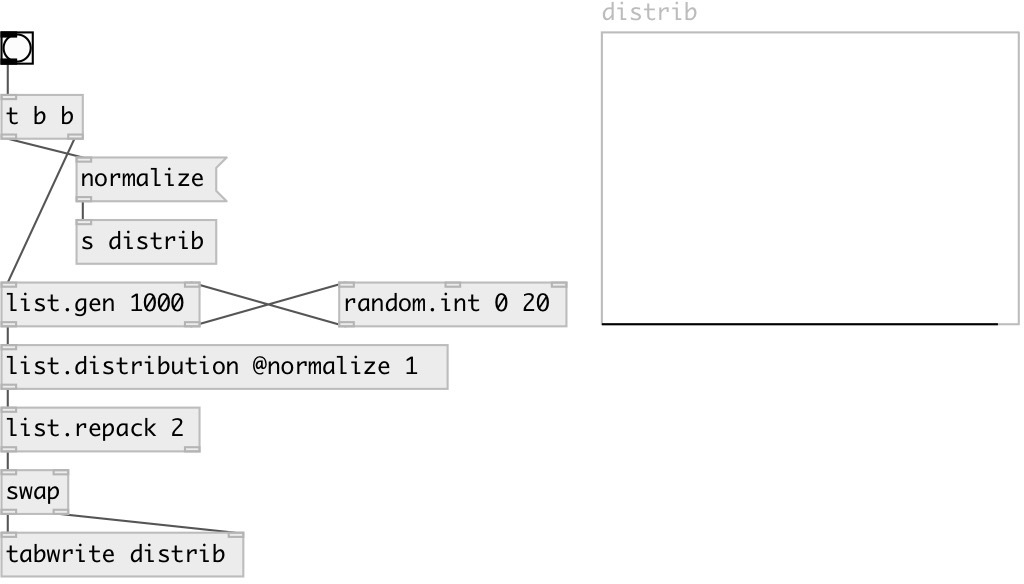 distrib
t b b
normalize
s distrib
list.gen 1000
random.int 0 20
list.distribution @normalize 1
list.repack 2
swap
tabwrite distrib